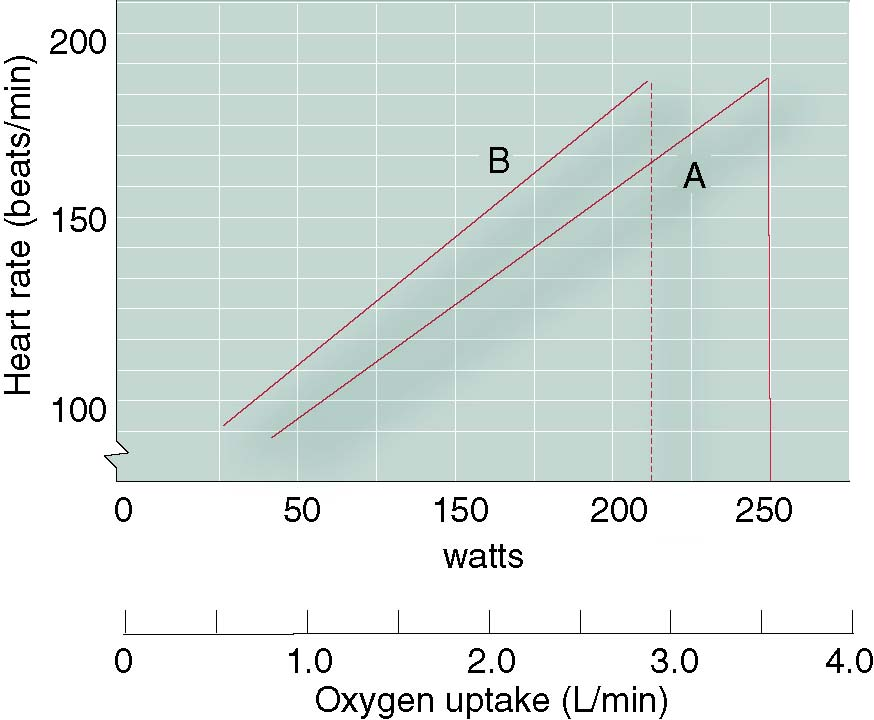 Heart rate (beats/min)
200
150
100
B
A
0 50 150 200 250
watts
0 1.0 2.0 3.0 4.0
Oxygen uptake (L/min)